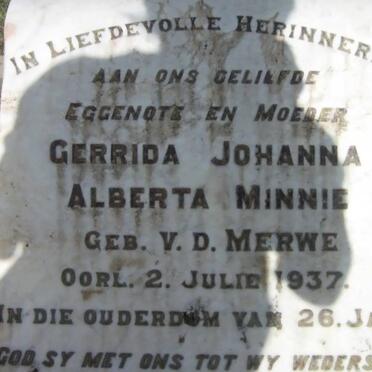 IN LIEFDEVOLLE HERINNER
AAN ONS GELIEFDE
EGGENOTE EN MOEDER
GERRIDA JOHANNA
ALBERTA MINNIE
GEB. V. D. MERWE
OORL. 2. JULIE 1937.
IN DIE OUDERDOM VAN 26. JA
GOD SY MET ONS TOT WY WEDERS